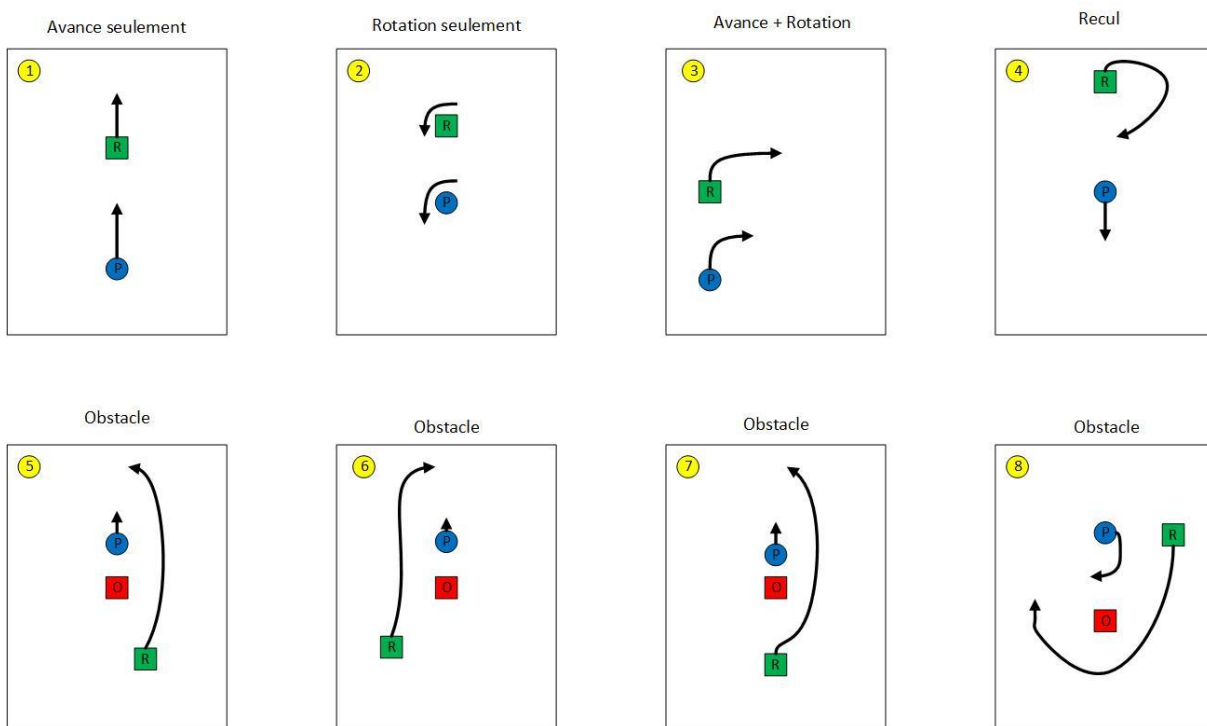 Avance seulement
Rotation seulement
Avance + Rotation
Recul
1
R
P
2
R
P
3
R
P
4
R
P
Obstacle
Obstacle
Obstacle
Obstacle
5
P
O
R
6
P
O
R
7
P
O
R
8
P
R
O